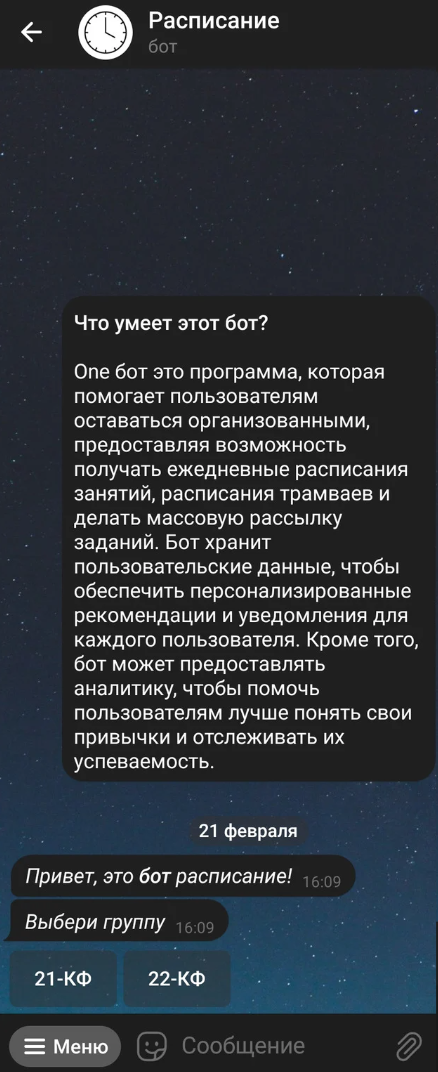 Расписание
бот
Что умеет этот бот?
One бот это программа, которая
помогает пользователям
оставаться организованными,
предоставляя возможность
получать ежедневные расписания
занятий, расписания трамваев и
делать массовую рассылку
заданий. Бот хранит
пользовательские данные, чтобы
обеспечить персонализированные
рекомендации и уведомления для
каждого пользователя. Кроме того,
бот может предоставлять
аналитику, чтобы помочь
пользователям лучше понять свои
привычки и отслеживать их
успеваемость.
21 февраля
Привет, это бот расписание! 16:09
Выбери группу 16:09
21-КФ 22-КФ
Меню Сообщение